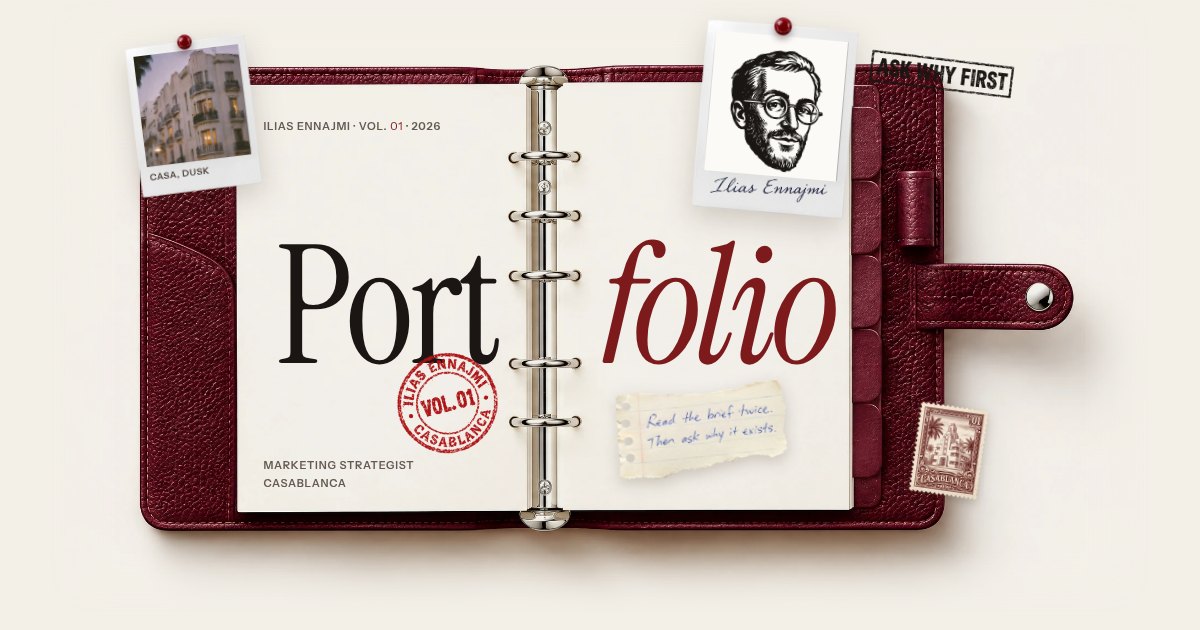 CASA, DUSK
ILIAS ENNAJMI · VOL. 01 · 2026
Port
folio
ILIAS ENNAJMI
VOL.01
CASABLANCA
MARKETING STRATEGIST
CASABLANCA
Ilias Ennajmi
ASK WHY FIRST
Read the brief twice.
Then ask why it exists.
01
CASABLANCA